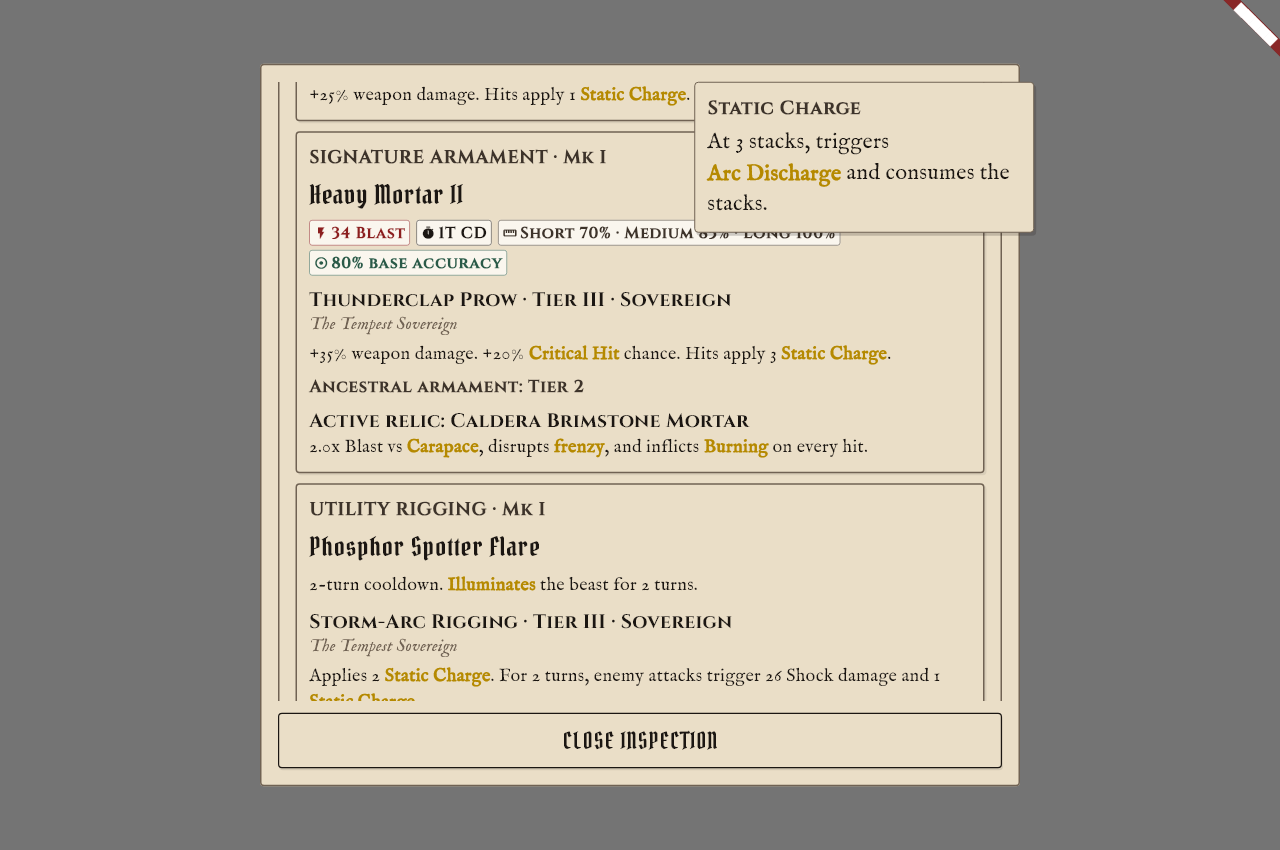 +25% weapon damage. Hits apply 1 Static Charge.
STATIC CHARGE
At 3 stacks, triggers
Arc Discharge and consumes the
stacks.
SIGNATURE ARMAMENT · Mk I
Heavy Mortar II
34 Blast
1T CD
Short 70% · Medium 85% · Long 100%
80% base accuracy
Thunderclap Prow · Tier III · Sovereign
The Tempest Sovereign
+35% weapon damage. +20% Critical Hit chance. Hits apply 3 Static Charge.
Ancestral armament: Tier 2
Active relic: Caldera Brimstone Mortar
2.0x Blast vs Carapace, disrupts frenzy, and inflicts Burning on every hit.
UTILITY RIGGING · Mk I
Phosphor Spotter Flare
2-turn cooldown. Illuminates the beast for 2 turns.
Storm-Arc Rigging · Tier III · Sovereign
The Tempest Sovereign
Applies 2 Static Charge. For 2 turns, enemy attacks trigger 26 Shock damage and 1
Static Charge
CLOSE INSPECTION